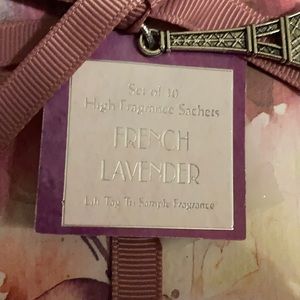 Set of 10
High Fragrance Sachets
FRENCH
LAVENDER
Lift Tag To Sample Fragrance